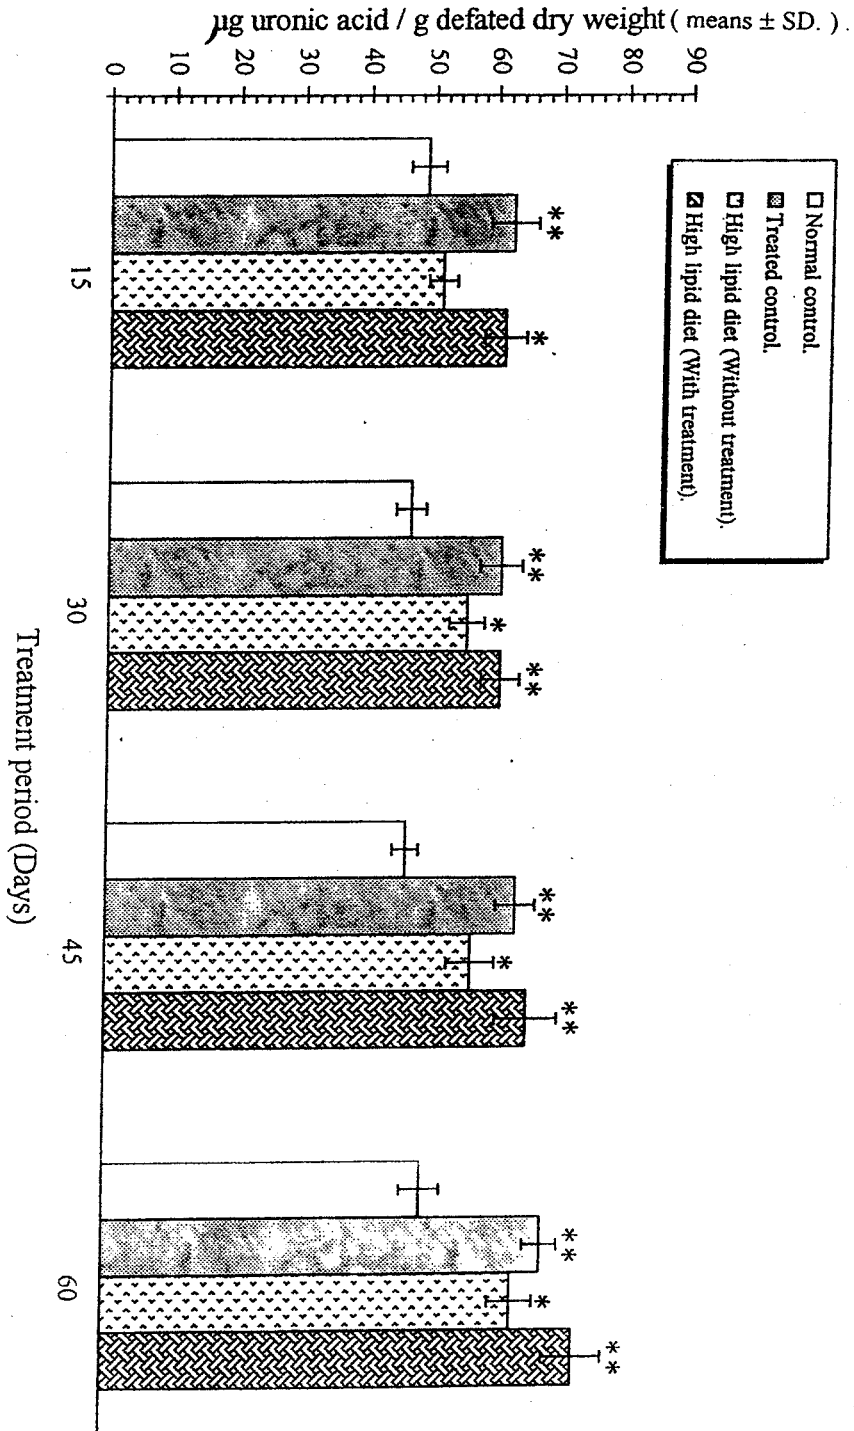 µg uronic acid / g defated dry weight ( means ± SD. ) .
0 10 20 30 40 50 60 70 80 90
□ Normal control.
Treated control.
High lipid diet (Without treatment).
High lipid diet (With treatment).
**
*
15
**
*
**
30
**
*
**
45
**
*
**
60
Treatment period (Days)